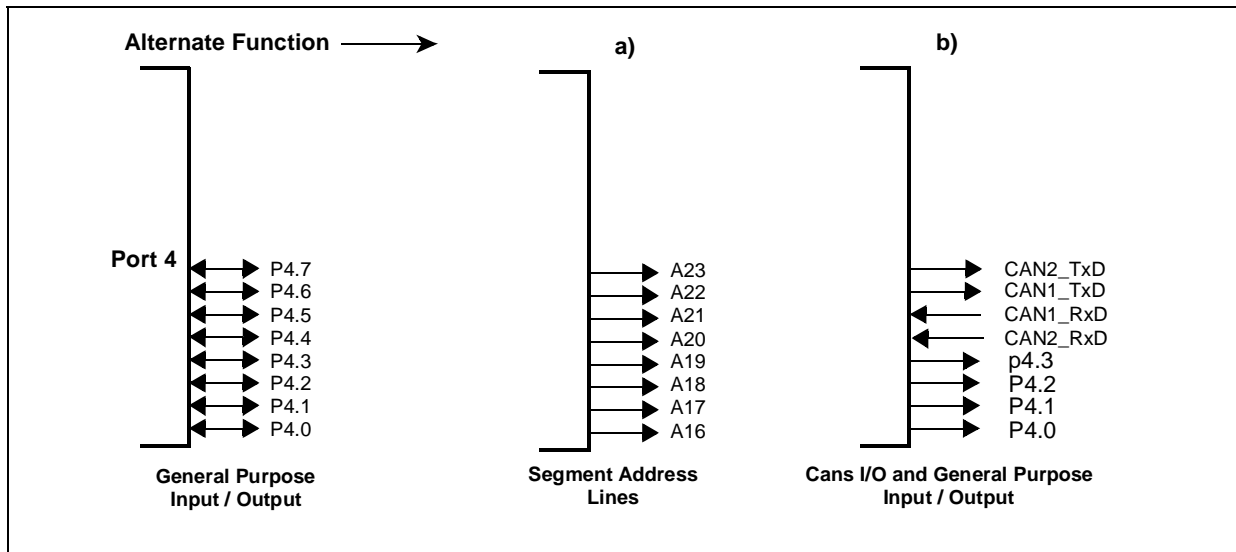 Alternate Function
a)
b)
Port 4
P4.7
P4.6
P4.5
P4.4
P4.3
P4.2
P4.1
P4.0
General Purpose
Input / Output
A23
A22
A21
A20
A19
A18
A17
A16
Segment Address
Lines
CAN2_TxD
CAN1_TxD
CAN1_RxD
CAN2_RxD
p4.3
P4.2
P4.1
P4.0
Cans I/O and General Purpose
Input / Output